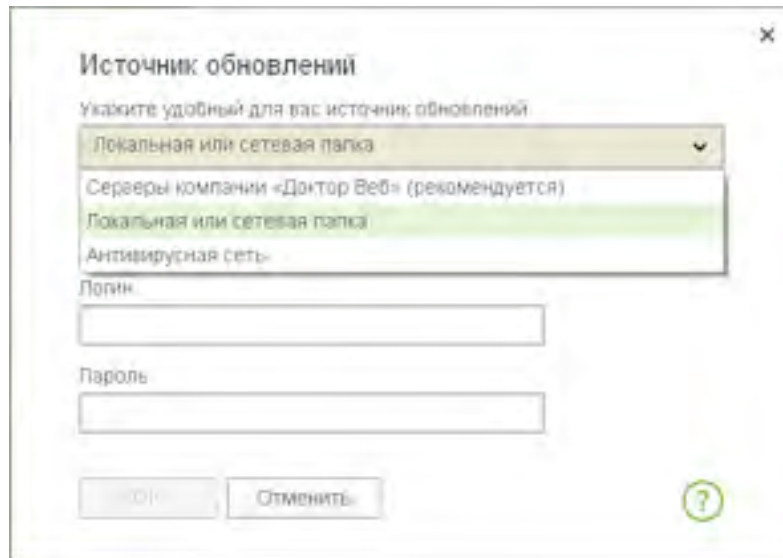 Источник обновлений
Укажите удобный для вас источник обновлений
Локальная или сетевая папка
Серверы компании «Доктор Веб» (рекомендуется)
Локальная или сетевая папка
Антивирусная сеть
Логин
Пароль
Отменить
?